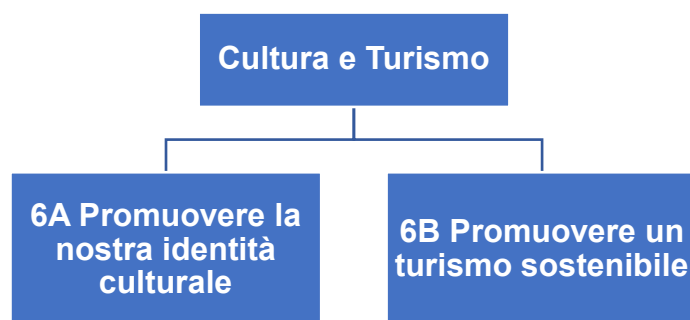 Cultura e Turismo
6A Promuovere la
nostra identità
culturale
6B Promuovere un
turismo sostenibile